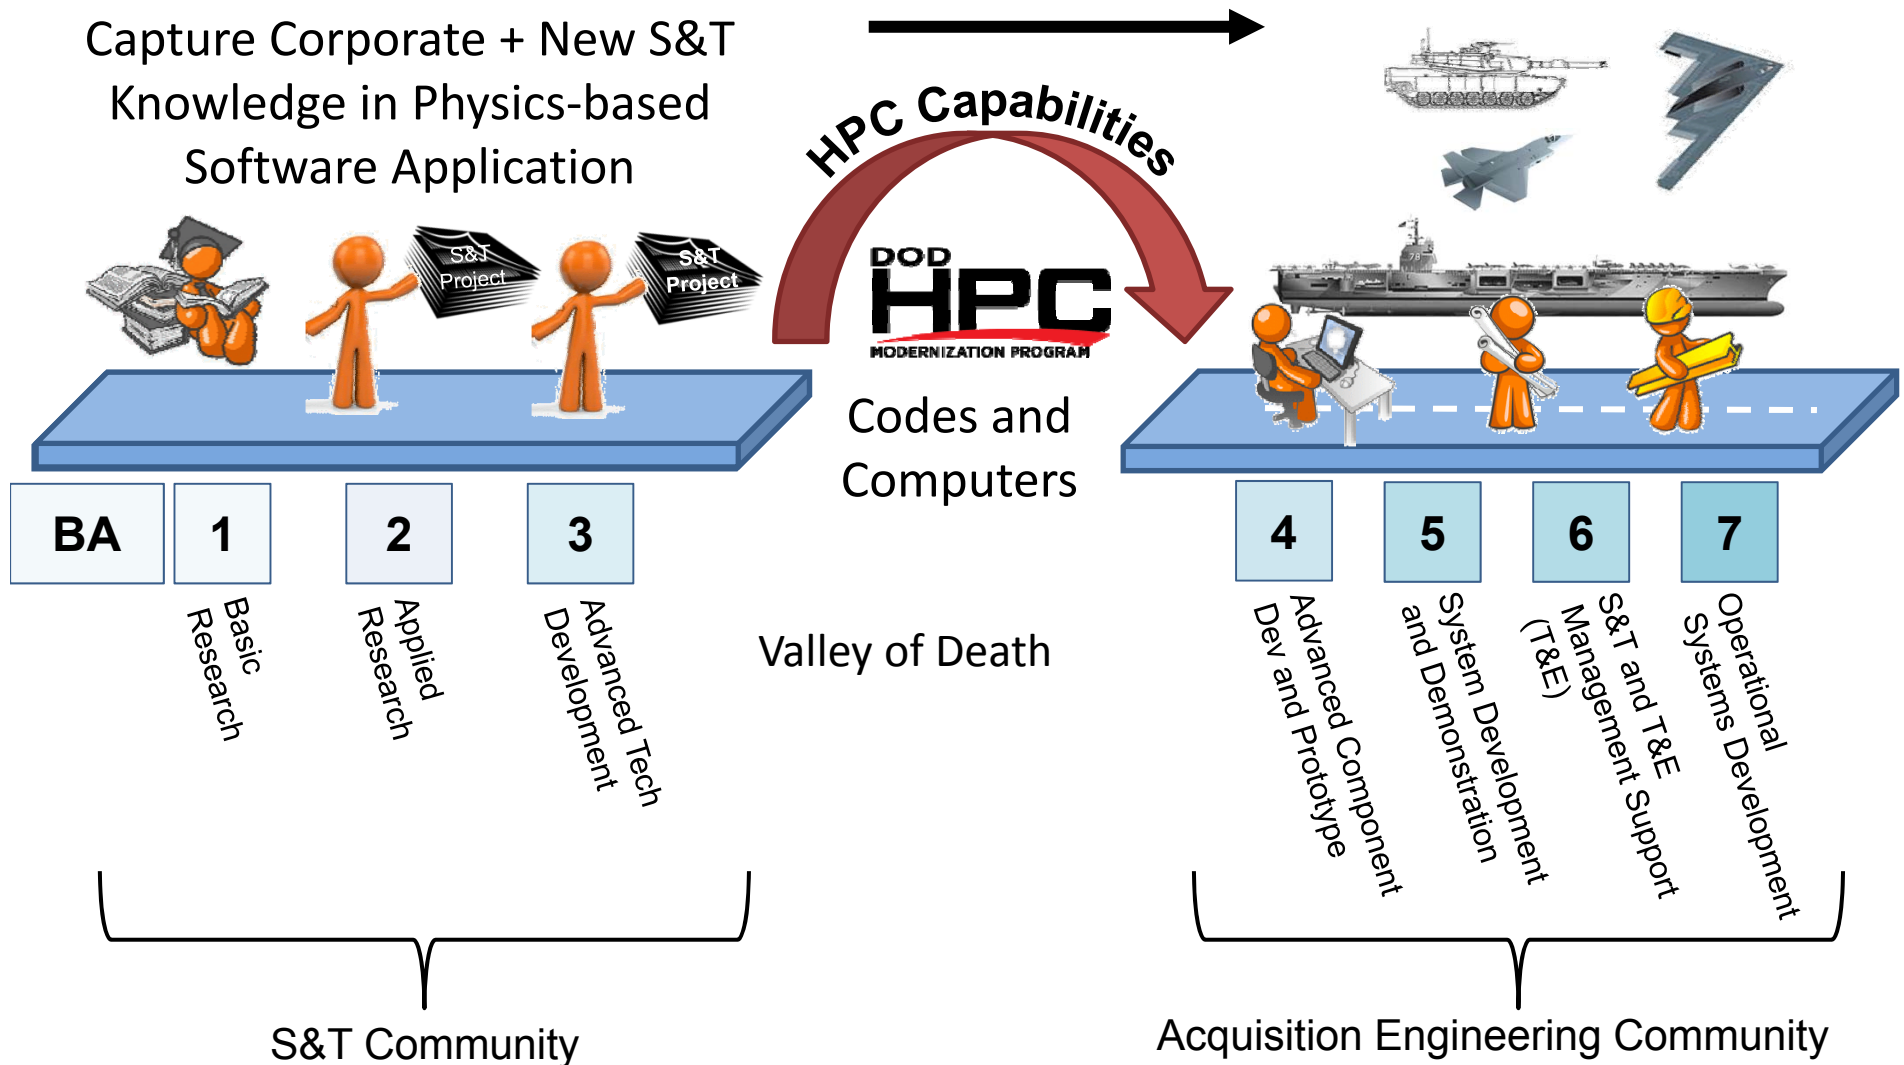 Capture Corporate + New S&T
Knowledge in Physics-based
Software Application
HPC Capabilities
S&T
Project
S&T
Project
DOD
HPC
MODERNIZATION PROGRAM
78
Codes and
Computers
BA
1
2
3
4
5
6
7
Basic
Research
Applied
Research
Advanced Tech
Development
Valley of Death
Advanced Component
Dev and Prototype
System Development
and Demonstration
S&T and T&E
Management Support
(T&E)
Operational
Systems Development
S&T Community
Acquisition Engineering Community